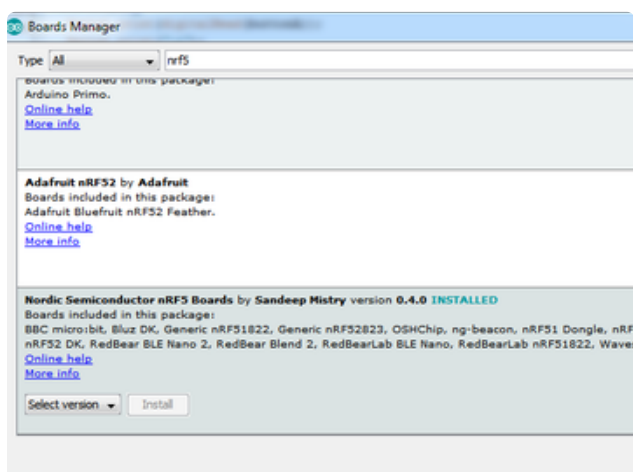 Boards Manager
Type All nrf5
Boards included in this package:
Arduino Primo.
Online help
More info
Adafruit nRF52 by Adafruit
Boards included in this package:
Adafruit Bluefruit nRF52 Feather.
Online help
More info
Nordic Semiconductor nRF5 Boards by Sandeep Mistry version 0.4.0 INSTALLED
Boards included in this package:
BBC micro:bit, Bluz DK, Generic nRF51822, Generic nRF52823, OSHChip, ng-beacon, nRF51 Dongle, nRF
nRF52 DK, RedBear BLE Nano 2, RedBear Blend 2, RedBearLab BLE Nano, RedBearLab nRF51822, Waves
Online help
More info
Select version Install